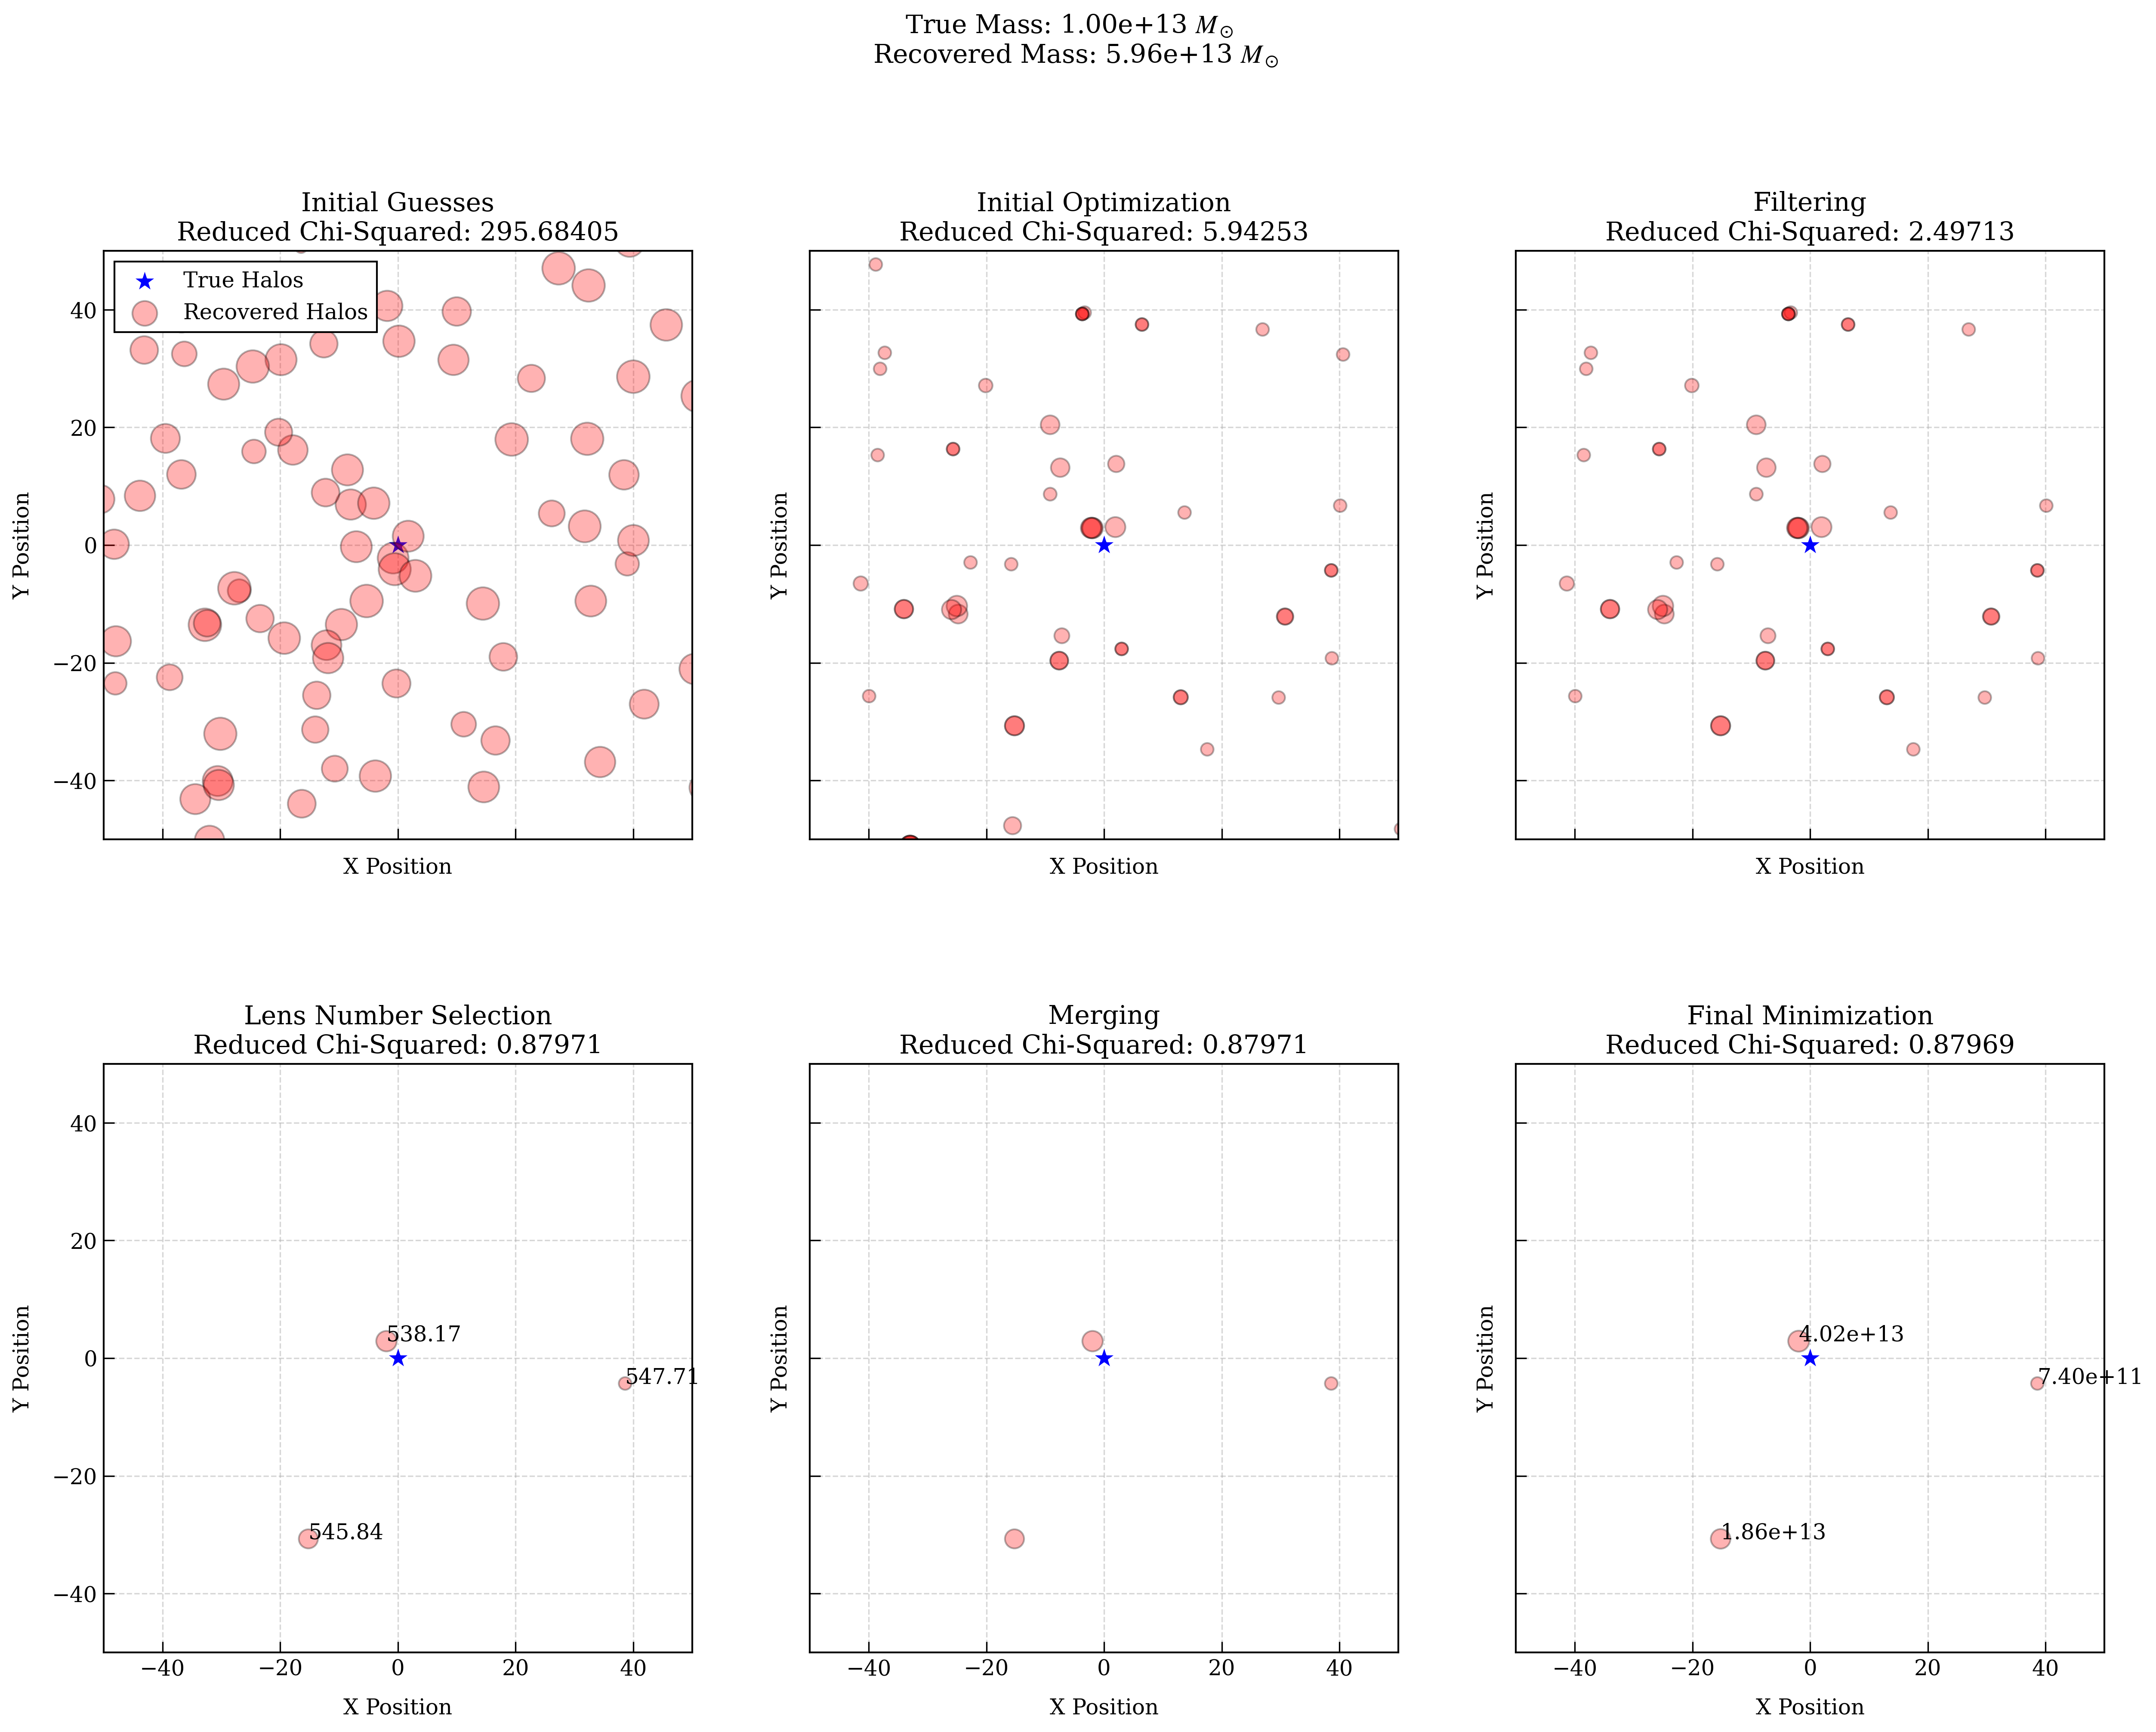 True Mass: 1.00e+13 M⊙
Recovered Mass: 5.96e+13 M⊙
Initial Guesses
Reduced Chi-Squared: 295.68405
True Halos
Recovered Halos
40
20
0
−20
−40
Y Position
X Position
Initial Optimization
Reduced Chi-Squared: 5.94253
Y Position
X Position
Filtering
Reduced Chi-Squared: 2.49713
Y Position
X Position
Lens Number Selection
Reduced Chi-Squared: 0.87971
538.17
547.71
545.84
40
20
0
−20
−40
Y Position
−40 −20 0 20 40
X Position
Merging
Reduced Chi-Squared: 0.87971
Y Position
−40 −20 0 20 40
X Position
Final Minimization
Reduced Chi-Squared: 0.87969
4.02e+13
7.40e+11
1.86e+13
Y Position
−40 −20 0 20 40
X Position